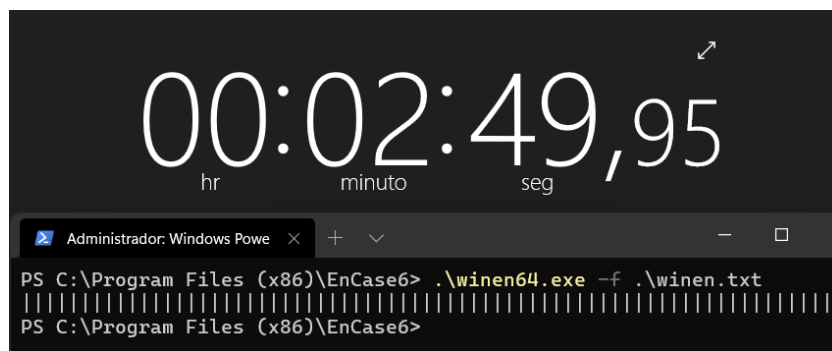 00:02:49,95
hr minuto seg
Administrador: Windows Powe
PS C:\Program Files (x86)\EnCase6> .\winen64.exe -f .\winen.txt
||||||||||||||||||||||||||||||||||||||||||||||||||||||||||||||||||||
PS C:\Program Files (x86)\EnCase6>